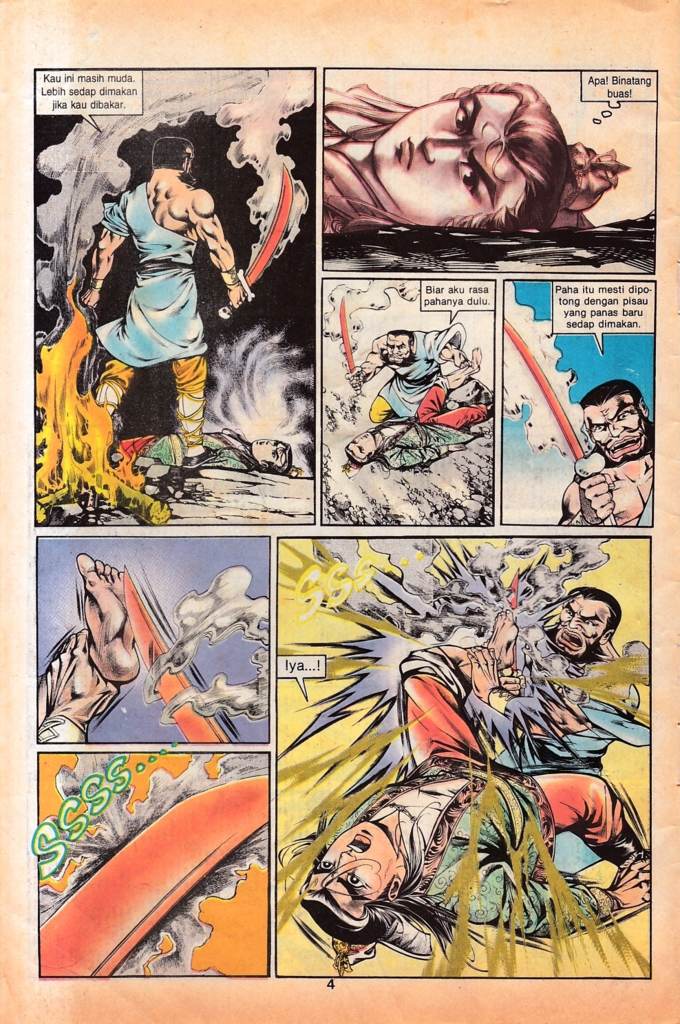 Kau ini masih muda.
Lebih sedap dimakan
jika kau dibakar.
Apa! Binatang
buas!
Biar aku rasa
pahanya dulu.
Paha itu mesti dipo-
tong dengan pisau
yang panas baru
sedap dimakan.
SSSS....
SSS...
Iya...!
4